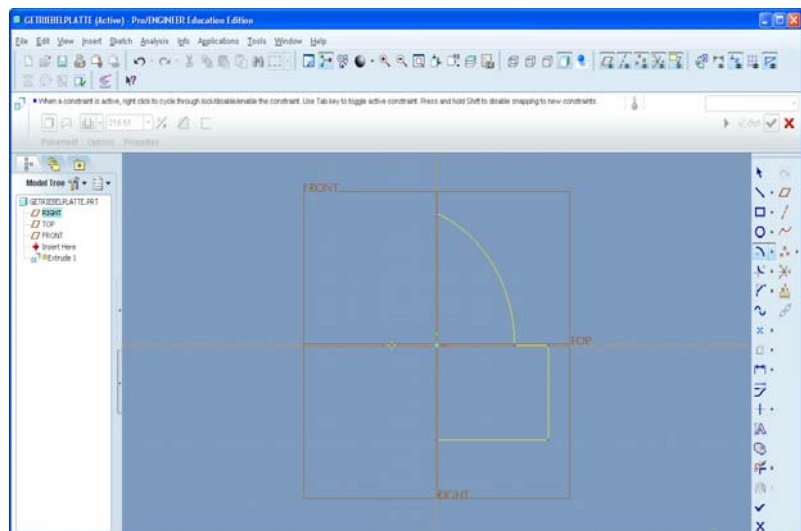 GETRIEBELPLATTE (Active) - Pro/ENGINEER Education Edition
File Edit View Insert Sketch Analysis Info Applications Tools Window Help
When a constraint is active, right click to cycle through lock/disable/enable the constraint. Use Tab key to toggle active constraint. Press and hold Shift to disable snapping to new constraints.
Placement Options Properties
Model Tree
GETRIEBELPLATTE.PRT
RIGHT
TOP
FRONT
Insert Here
Extrude 1
FRONT
TOP
RIGHT